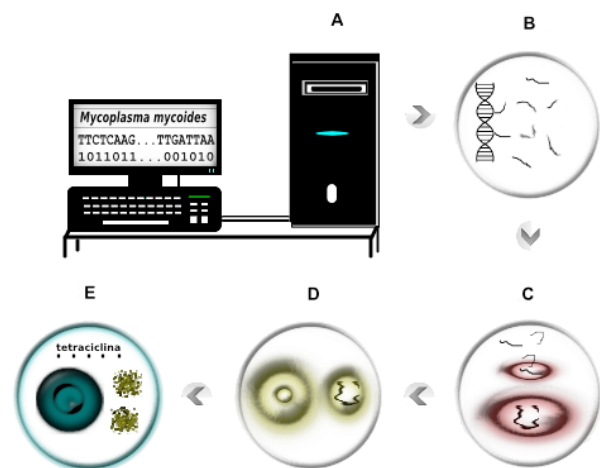 A
B
Mycoplasma mycoides
TTCTCAAG...TTGATTAA
1011011...001010
E
D
C
tetraciclina